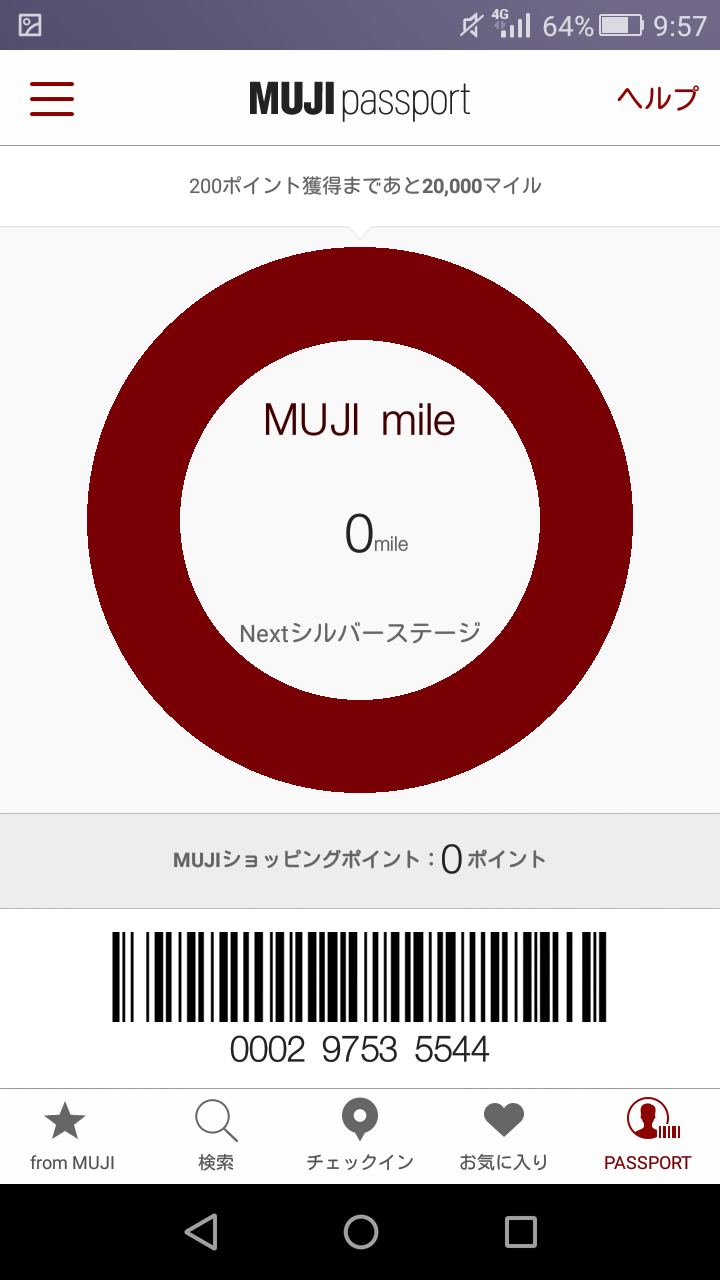 4G 64% 9:57
MUJI passport ヘルプ
200ポイント獲得まであと20,000マイル
MUJI mile
0mile
Nextシルバーステージ
MUJIショッピングポイント：0ポイント
0002 9753 5544
from MUJI 検索 チェックイン お気に入り PASSPORT